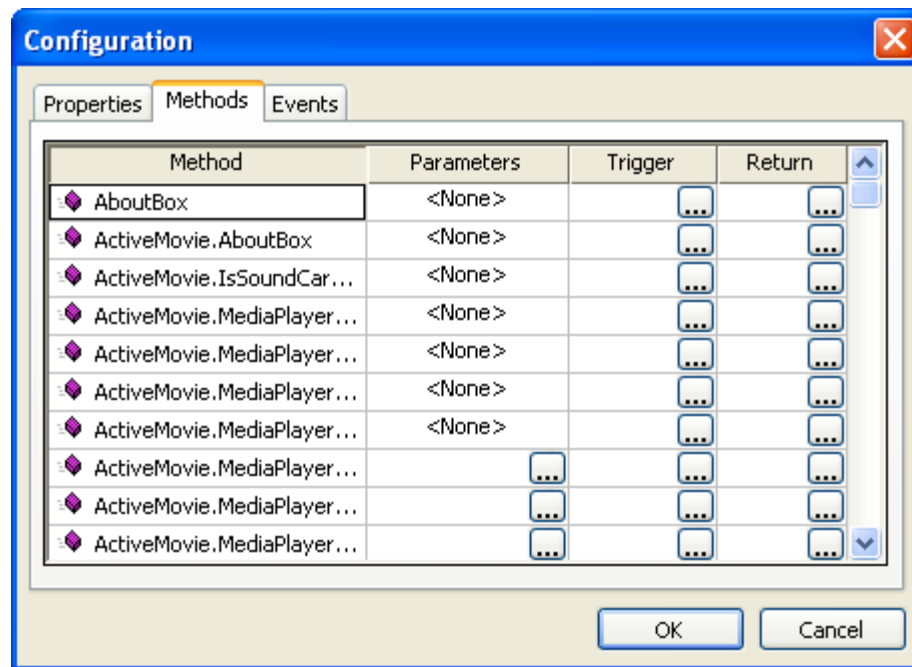 Configuration
Properties Methods Events
Method Parameters Trigger Return
AboutBox <None> ... ...
ActiveMovie.AboutBox <None> ... ...
ActiveMovie.IsSoundCar... <None> ... ...
ActiveMovie.MediaPlayer... <None> ... ...
ActiveMovie.MediaPlayer... <None> ... ...
ActiveMovie.MediaPlayer... <None> ... ...
ActiveMovie.MediaPlayer... <None> ... ...
ActiveMovie.MediaPlayer... ... ... ...
ActiveMovie.MediaPlayer... ... ... ...
ActiveMovie.MediaPlayer... ... ... ...
OK Cancel